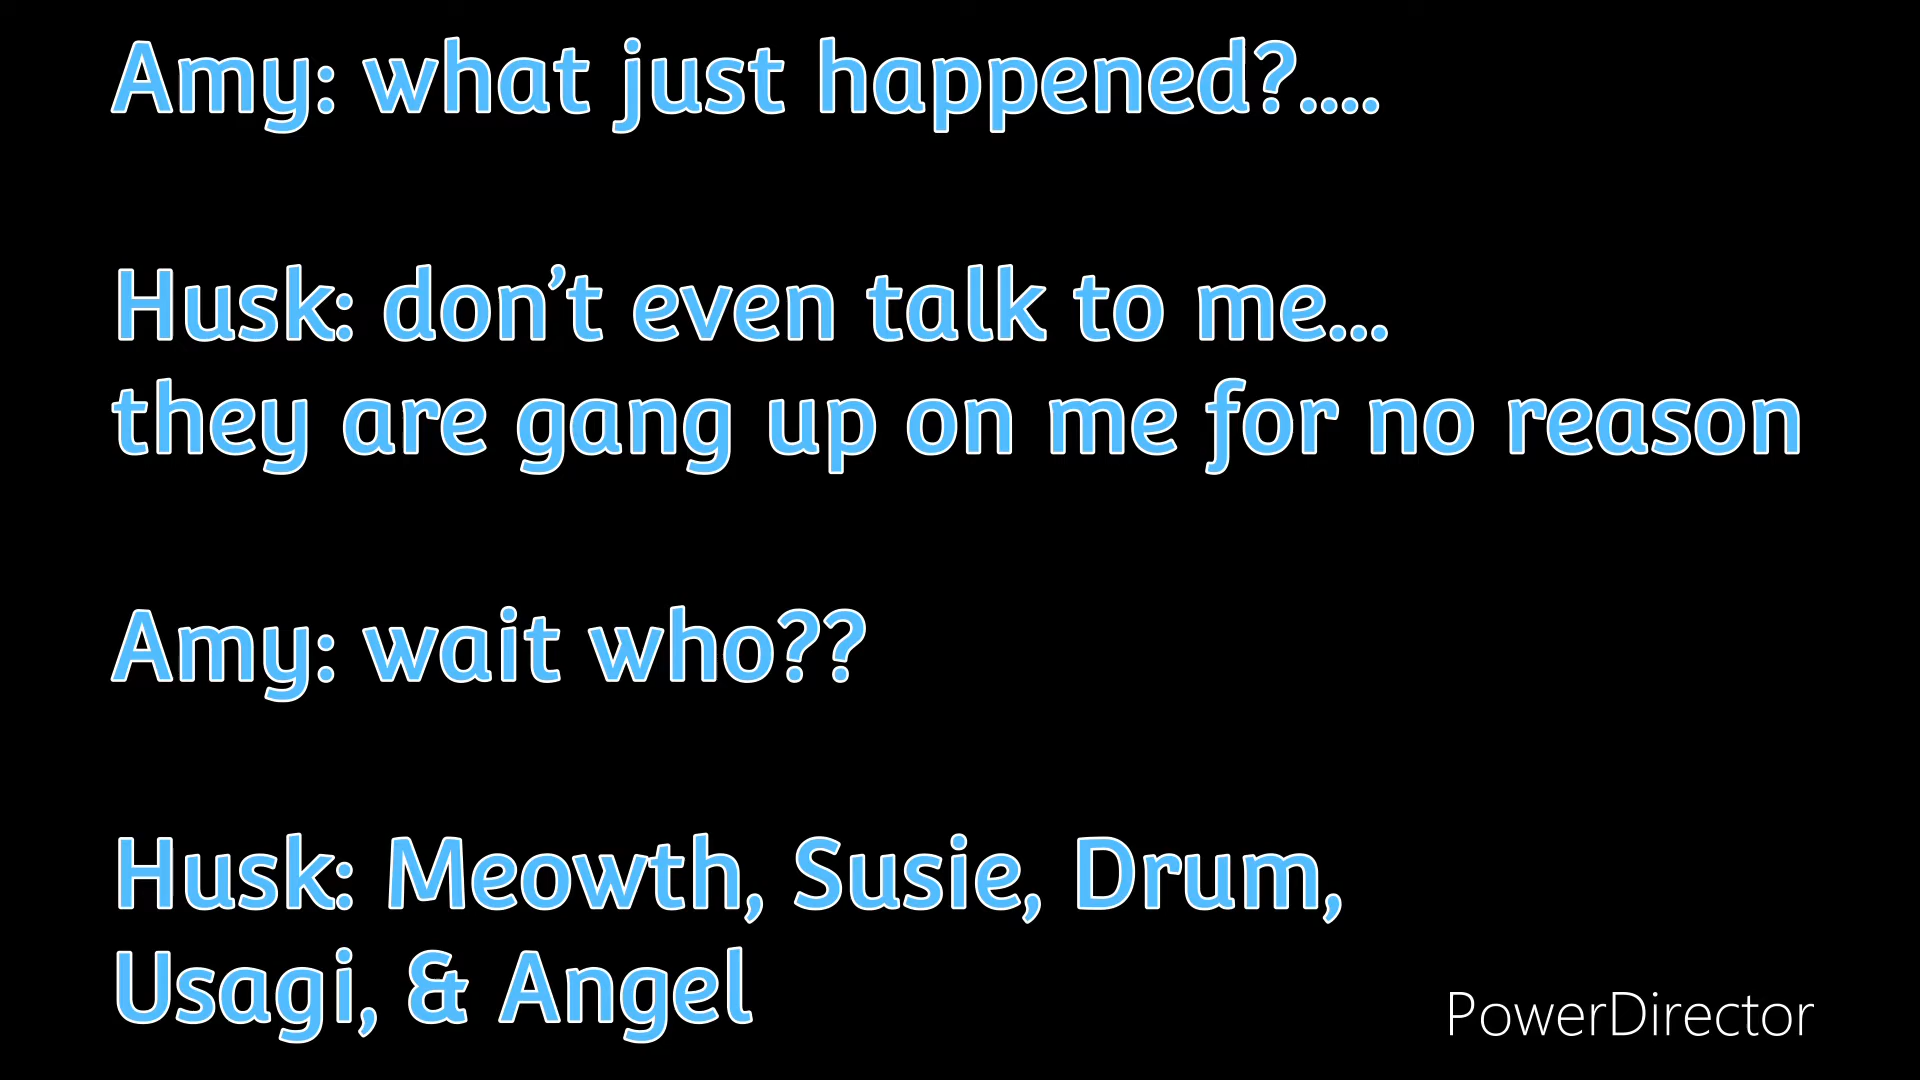 Amy: what just happened?....
Husk: don't even talk to me...
they are gang up on me for no reason
Amy: wait who??
Husk: Meowth, Susie, Drum,
Usagi, & Angel
PowerDirector